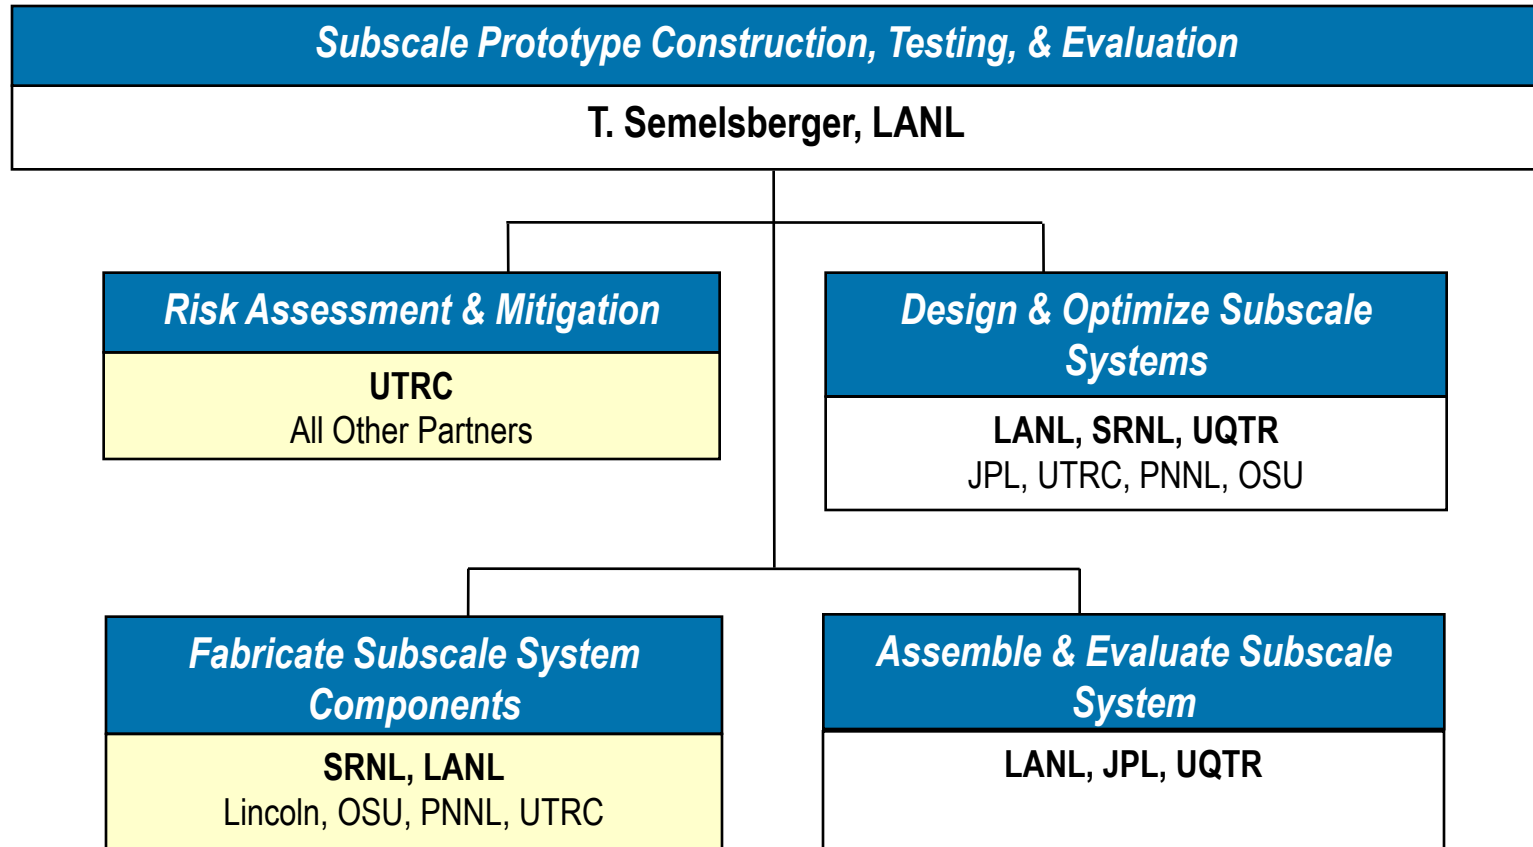 Subscale Prototype Construction, Testing, & Evaluation
T. Semelsberger, LANL
Risk Assessment & Mitigation
UTRC
All Other Partners
Design & Optimize Subscale
Systems
LANL, SRNL, UQTR
JPL, UTRC, PNNL, OSU
Fabricate Subscale System
Components
SRNL, LANL
Lincoln, OSU, PNNL, UTRC
Assemble & Evaluate Subscale
System
LANL, JPL, UQTR